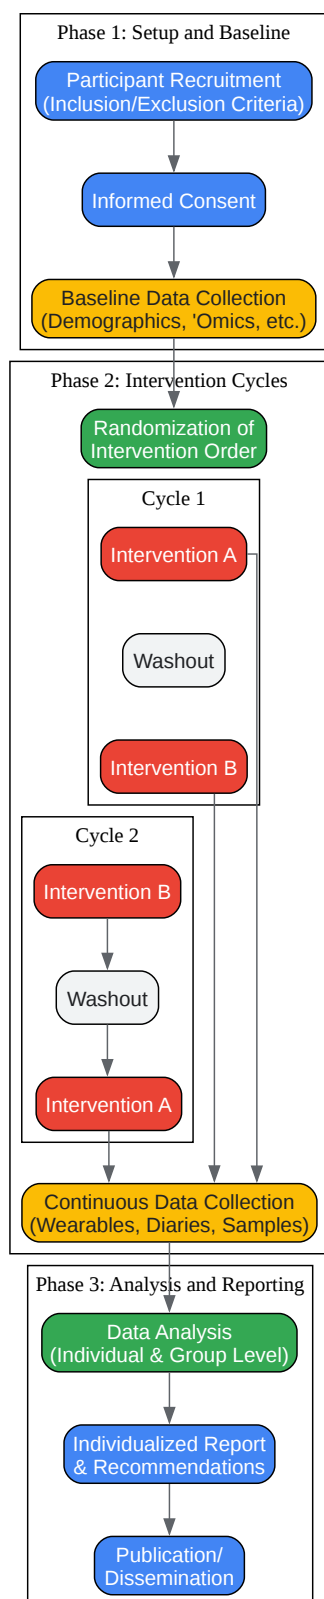 Phase 1: Setup and Baseline
Participant Recruitment
(Inclusion/Exclusion Criteria)
Informed Consent
Baseline Data Collection
(Demographics, 'Omics, etc.)
Phase 2: Intervention Cycles
Randomization of
Intervention Order
Cycle 1
Intervention A
Washout
Intervention B
Cycle 2
Intervention B
Washout
Intervention A
Continuous Data Collection
(Wearables, Diaries, Samples)
Phase 3: Analysis and Reporting
Data Analysis
(Individual & Group Level)
Individualized Report
& Recommendations
Publication/
Dissemination